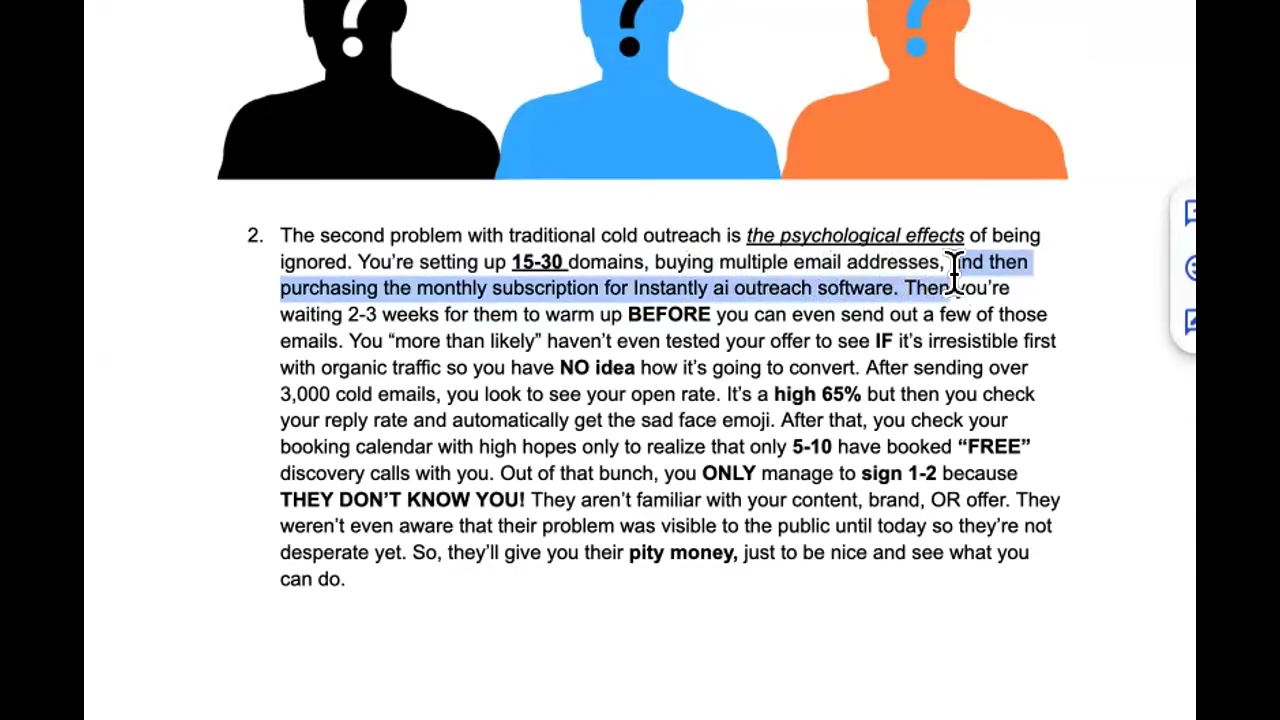 ?
?
?
2. The second problem with traditional cold outreach is the psychological effects of being
ignored. You’re setting up 15-30 domains, buying multiple email addresses, and then
purchasing the monthly subscription for Instantly ai outreach software. Then you’re
waiting 2-3 weeks for them to warm up BEFORE you can even send out a few of those
emails. You “more than likely” haven’t even tested your offer to see IF it’s irresistible first
with organic traffic so you have NO idea how it’s going to convert. After sending over
3,000 cold emails, you look to see your open rate. It’s a high 65% but then you check
your reply rate and automatically get the sad face emoji. After that, you check your
booking calendar with high hopes only to realize that only 5-10 have booked “FREE”
discovery calls with you. Out of that bunch, you ONLY manage to sign 1-2 because
THEY DON’T KNOW YOU! They aren’t familiar with your content, brand, OR offer. They
weren’t even aware that their problem was visible to the public until today so they’re not
desperate yet. So, they’ll give you their pity money, just to be nice and see what you
can do.